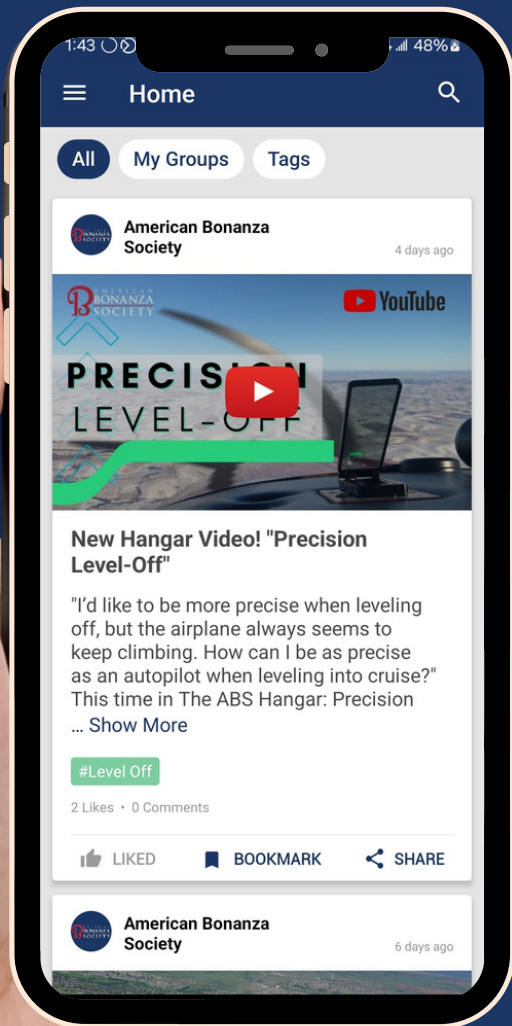 1:43
48%
Home
All
My Groups
Tags
American Bonanza
Society
4 days ago
AMERICAN
BONANZA
SOCIETY
YouTube
PRECISION
LEVEL-OFF
New Hangar Video! "Precision
Level-Off"
"I'd like to be more precise when leveling
off, but the airplane always seems to
keep climbing. How can I be as precise
as an autopilot when leveling into cruise?"
This time in The ABS Hangar: Precision
... Show More
#Level Off
2 Likes • 0 Comments
LIKED
BOOKMARK
SHARE
American Bonanza
Society
6 days ago